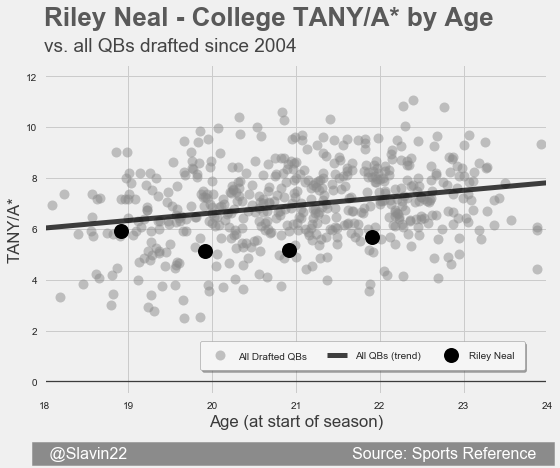 Riley Neal - College TANY/A* by Age
vs. all QBs drafted since 2004
12
10
8
6
4
2
0
TANY/A*
All Drafted QBs
All QBs (trend)
Riley Neal
18 19 20 21 22 23 24
Age (at start of season)
@Slavin22
Source: Sports Reference